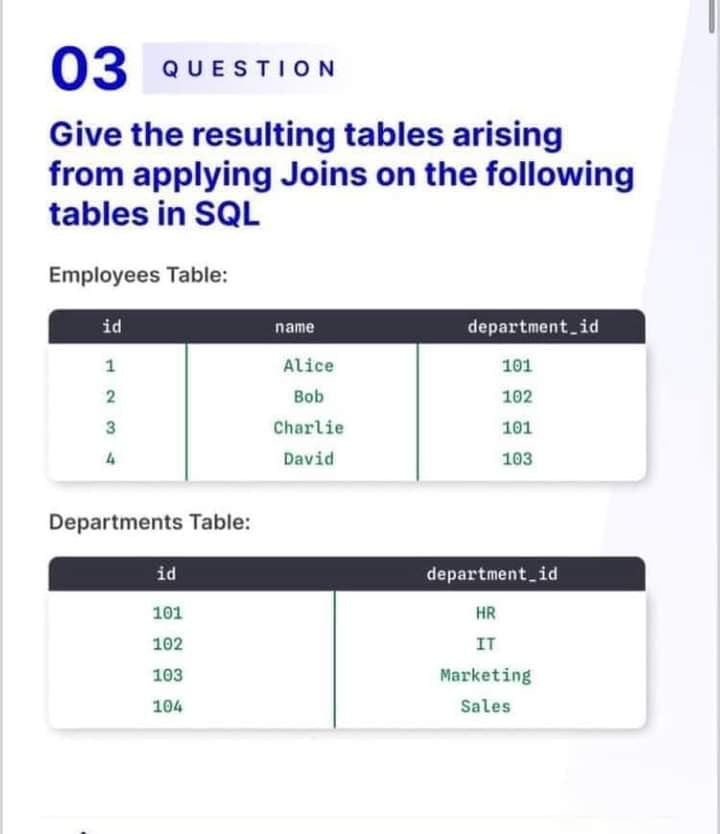 03 QUESTION
Give the resulting tables arising
from applying Joins on the following
tables in SQL
Employees Table:
id name department_id
1 Alice 101
2 Bob 102
3 Charlie 101
4 David 103
Departments Table:
id department_id
101 HR
102 IT
103 Marketing
104 Sales